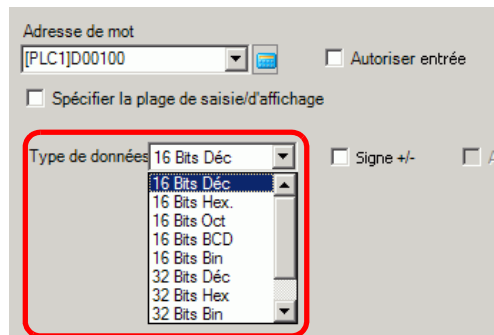 Adresse de mot
[PLC1]D00100
Autoriser entrée
Spécifier la plage de saisie/d'affichage
Type de données 16 Bits Déc Signe +/- A
16 Bits Déc
16 Bits Hex.
16 Bits Oct
16 Bits BCD
16 Bits Bin
32 Bits Déc
32 Bits Hex
32 Bits Bin